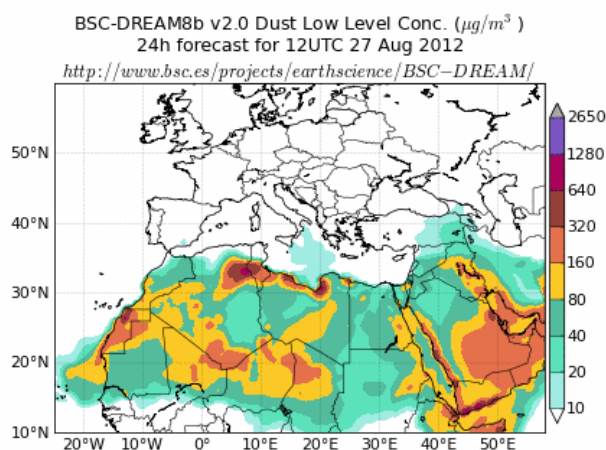 BSC-DREAM8b v2.0 Dust Low Level Conc. (μg/m³ )
24h forecast for 12UTC 27 Aug 2012
http://www.bsc.es/projects/earthscience/BSC−DREAM/
2650
1280
640
320
160
80
40
20
10
50°N
40°N
30°N
20°N
10°N
20°W 10°W 0° 10°E 20°E 30°E 40°E 50°E